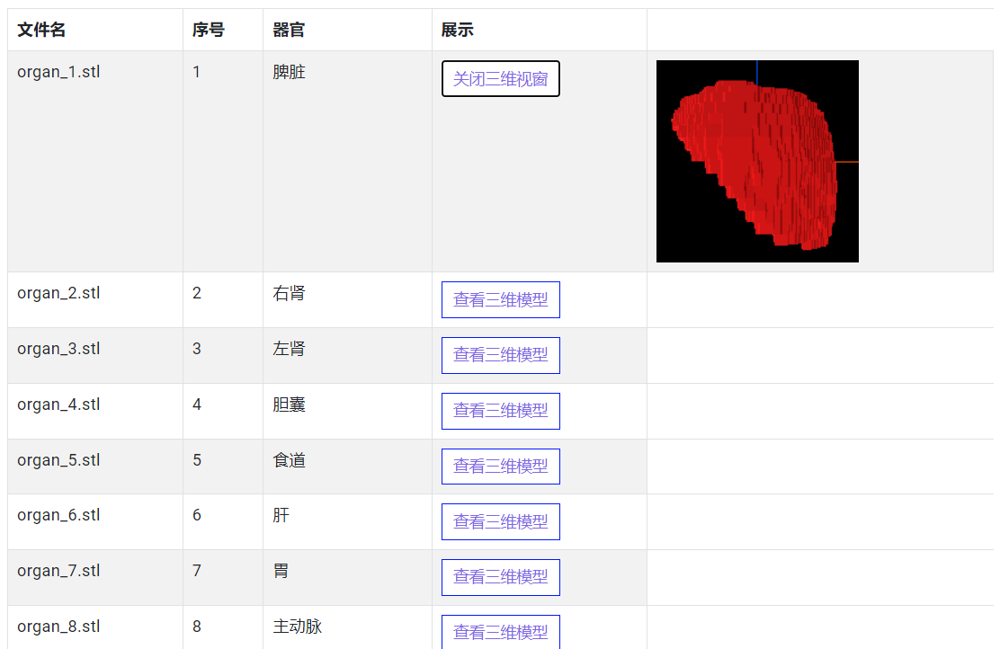 文件名 序号 器官 展示
organ_1.stl 1 脾脏 关闭三维视窗
organ_2.stl 2 右肾 查看三维模型
organ_3.stl 3 左肾 查看三维模型
organ_4.stl 4 胆囊 查看三维模型
organ_5.stl 5 食道 查看三维模型
organ_6.stl 6 肝 查看三维模型
organ_7.stl 7 胃 查看三维模型
organ_8.stl 8 主动脉 查看三维模型